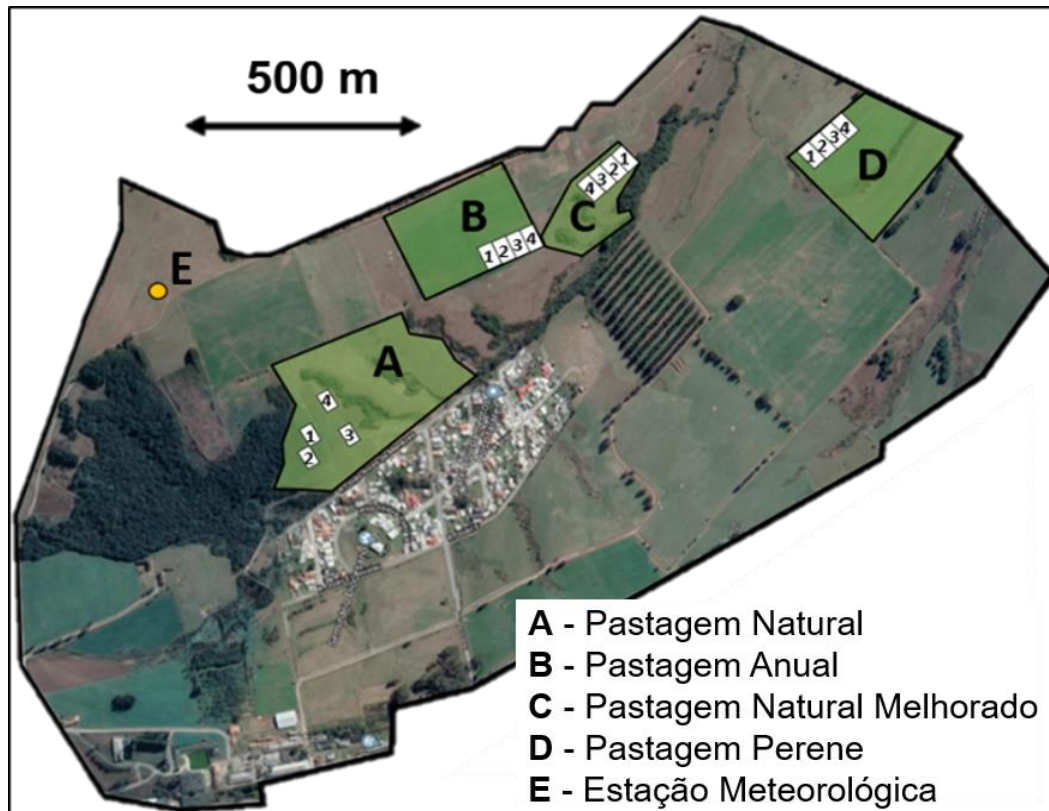 500 m
1
2
3
4
D
4
3
2
1
C
B
1
2
3
4
E
A
4
1
3
2
A - Pastagem Natural
B - Pastagem Anual
C - Pastagem Natural Melhorado
D - Pastagem Perene
E - Estação Meteorológica